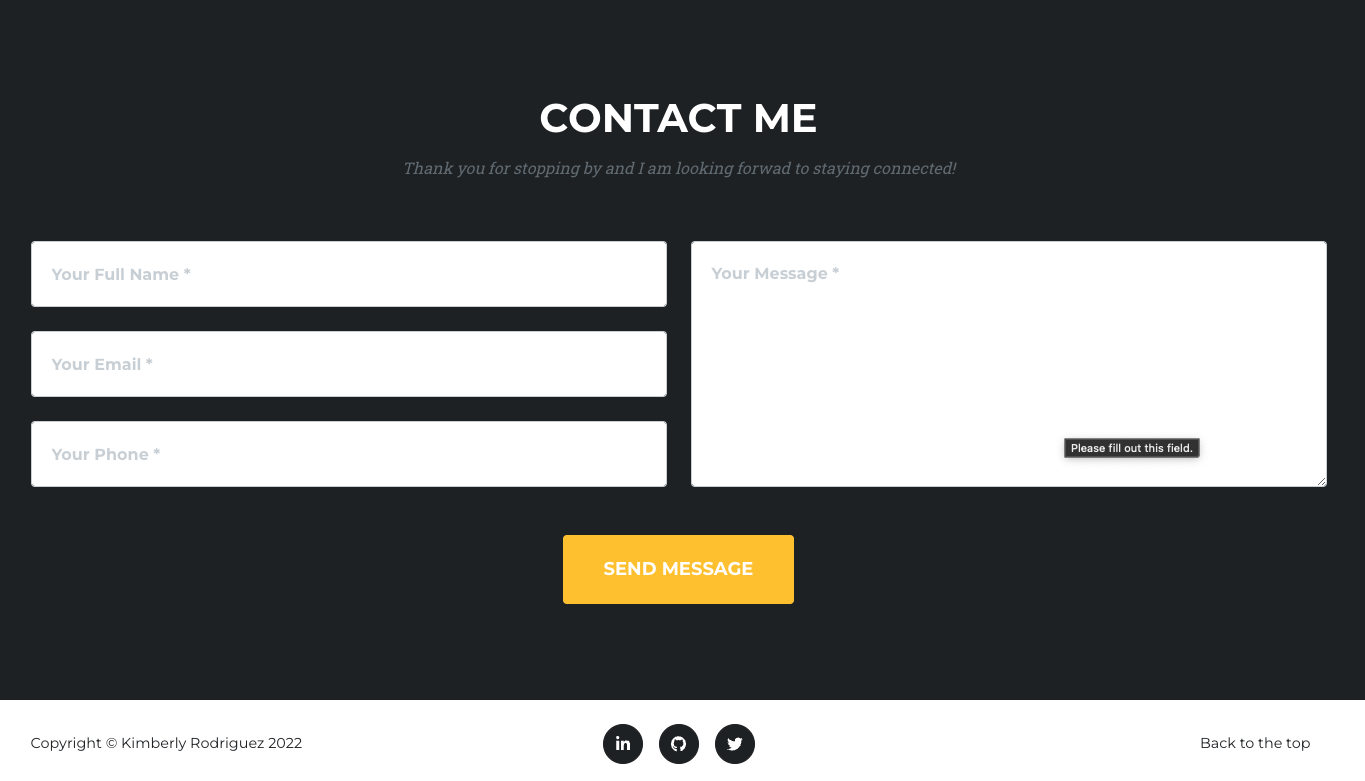 CONTACT ME
Thank you for stopping by and I am looking forwad to staying connected!
Your Full Name *
Your Email *
Your Phone *
Your Message *
Please fill out this field.
SEND MESSAGE
Copyright © Kimberly Rodriguez 2022
in
Back to the top